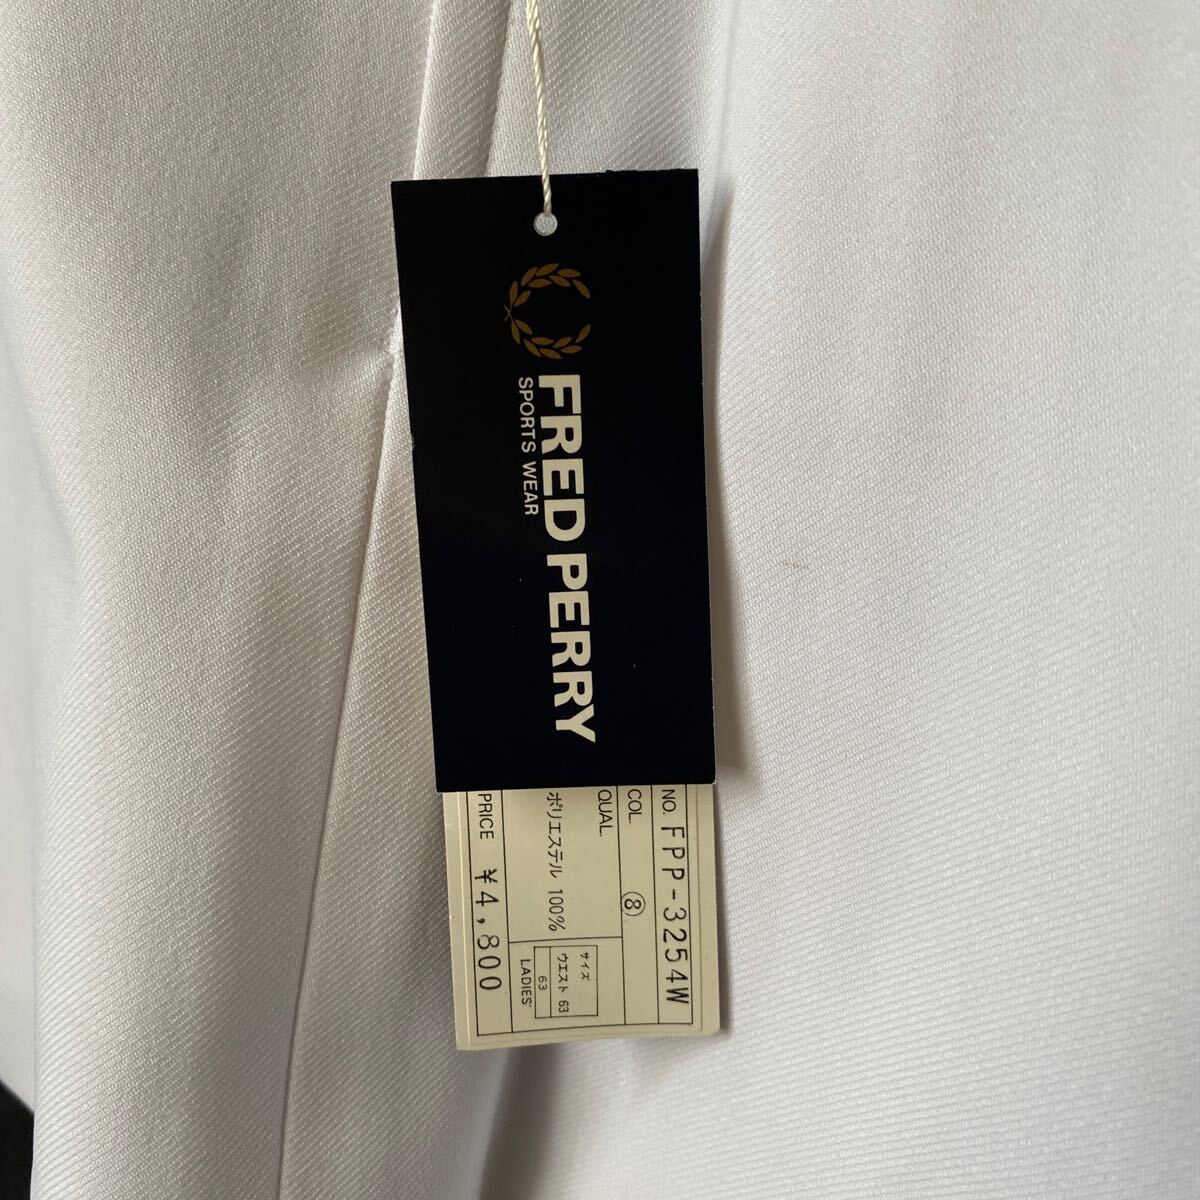 FRED PERRY
SPORTS WEAR
NO. FPP-3254W
COL. ⑧
QUAL.
ポリエステル 100%
サイズ
ウエスト 63
63
LADIES'
PRICE ¥4,800